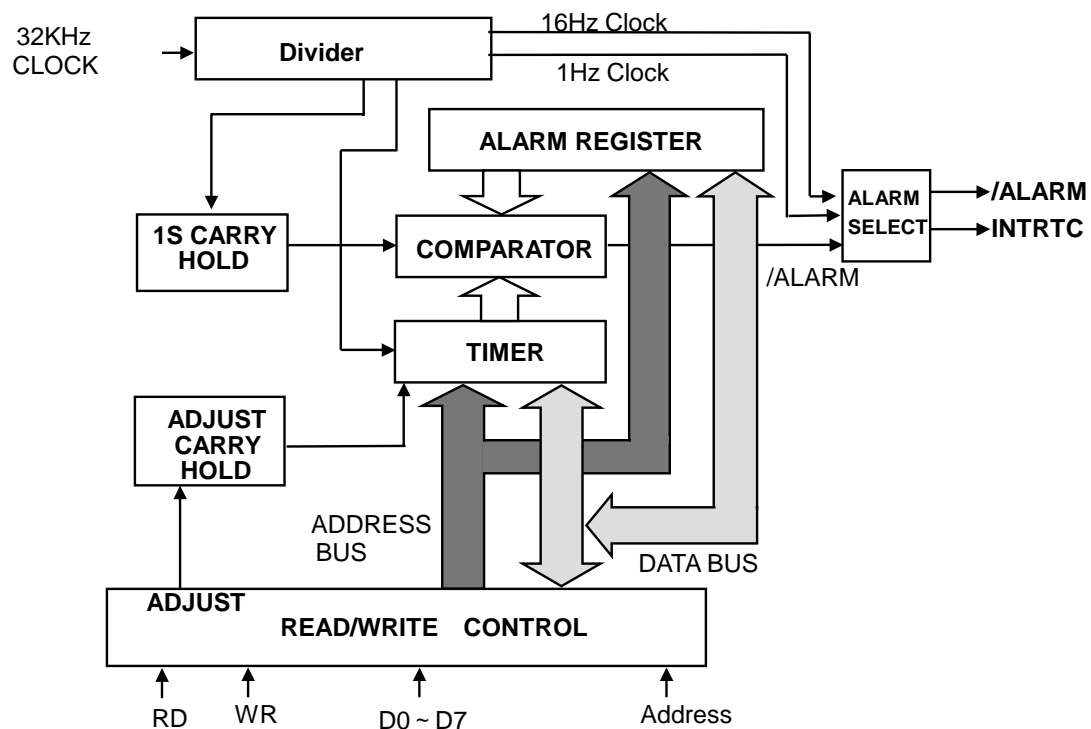 32KHz
CLOCK
Divider
16Hz Clock
1Hz Clock
ALARM REGISTER
ALARM
SELECT
/ALARM
INTRTC
1S CARRY
HOLD
COMPARATOR
/ALARM
TIMER
ADJUST
CARRY
HOLD
ADDRESS
BUS
DATA BUS
ADJUST
READ/WRITE CONTROL
RD
WR
D0 ~ D7
Address